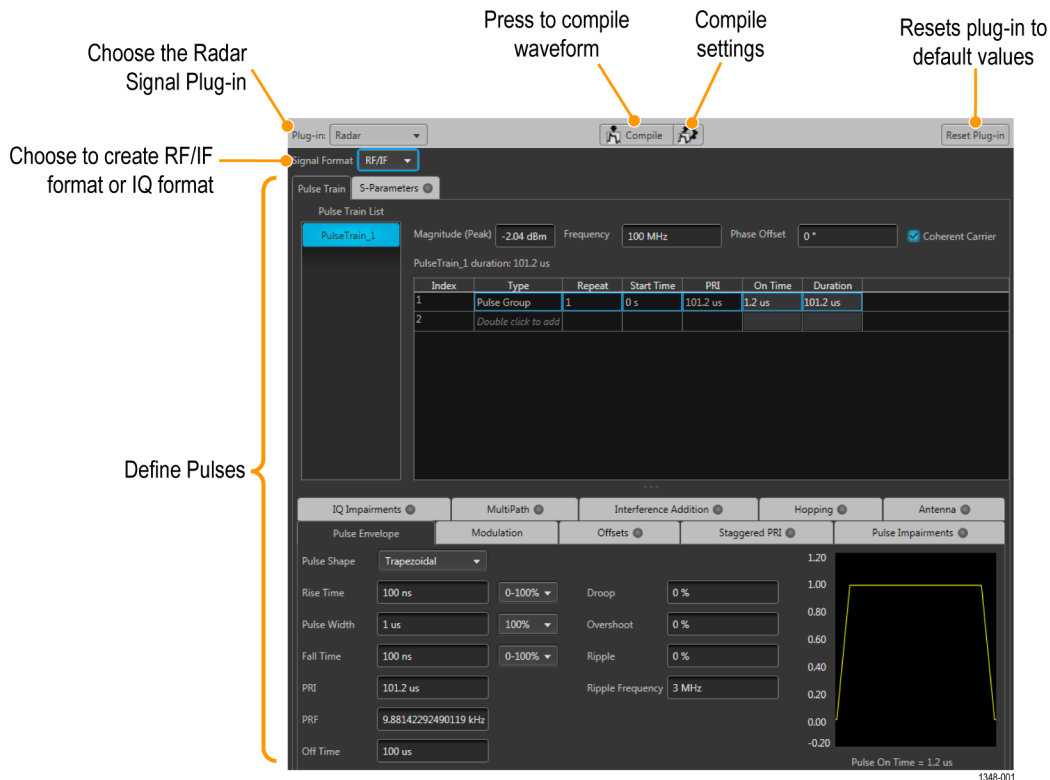 Press to compile
waveform
Compile
settings
Resets plug-in to
default values
Choose the Radar
Signal Plug-in
Choose to create RF/IF
format or IQ format
Define Pulses
Plug-in: Radar
Compile
Reset Plug-in
Signal Format RF/IF
Pulse Train S-Parameters
Pulse Train List
PulseTrain_1
Magnitude (Peak) -2.04 dBm Frequency 100 MHz Phase Offset 0 ° Coherent Carrier
PulseTrain_1 duration: 101.2 us
Index Type Repeat Start Time PRI On Time Duration
1 Pulse Group 1 0 s 101.2 us 1.2 us 101.2 us
2 Double click to add
IQ Impairments MultiPath Interference Addition Hopping Antenna
Pulse Envelope Modulation Offsets Staggered PRI Pulse Impairments
Pulse Shape Trapezoidal
Rise Time 100 ns 0-100% Droop 0 %
Pulse Width 1 us 100% Overshoot 0 %
Fall Time 100 ns 0-100% Ripple 0 %
PRI 101.2 us Ripple Frequency 3 MHz
PRF 9.88142292490119 kHz
Off Time 100 us
1.20
1.00
0.80
0.60
0.40
0.20
0.00
-0.20
Pulse On Time = 1.2 us
1348-001